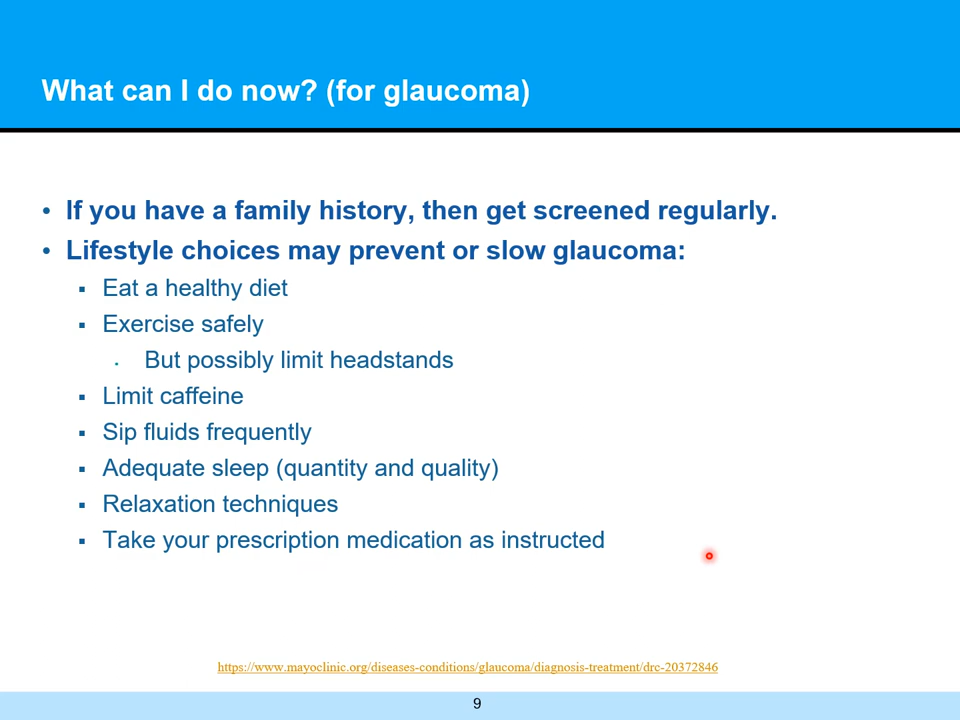 What can I do now? (for glaucoma)
• If you have a family history, then get screened regularly.
• Lifestyle choices may prevent or slow glaucoma:
▪ Eat a healthy diet
▪ Exercise safely
• But possibly limit headstands
▪ Limit caffeine
▪ Sip fluids frequently
▪ Adequate sleep (quantity and quality)
▪ Relaxation techniques
▪ Take your prescription medication as instructed
https://www.mayoclinic.org/diseases-conditions/glaucoma/diagnosis-treatment/drc-20372846
9